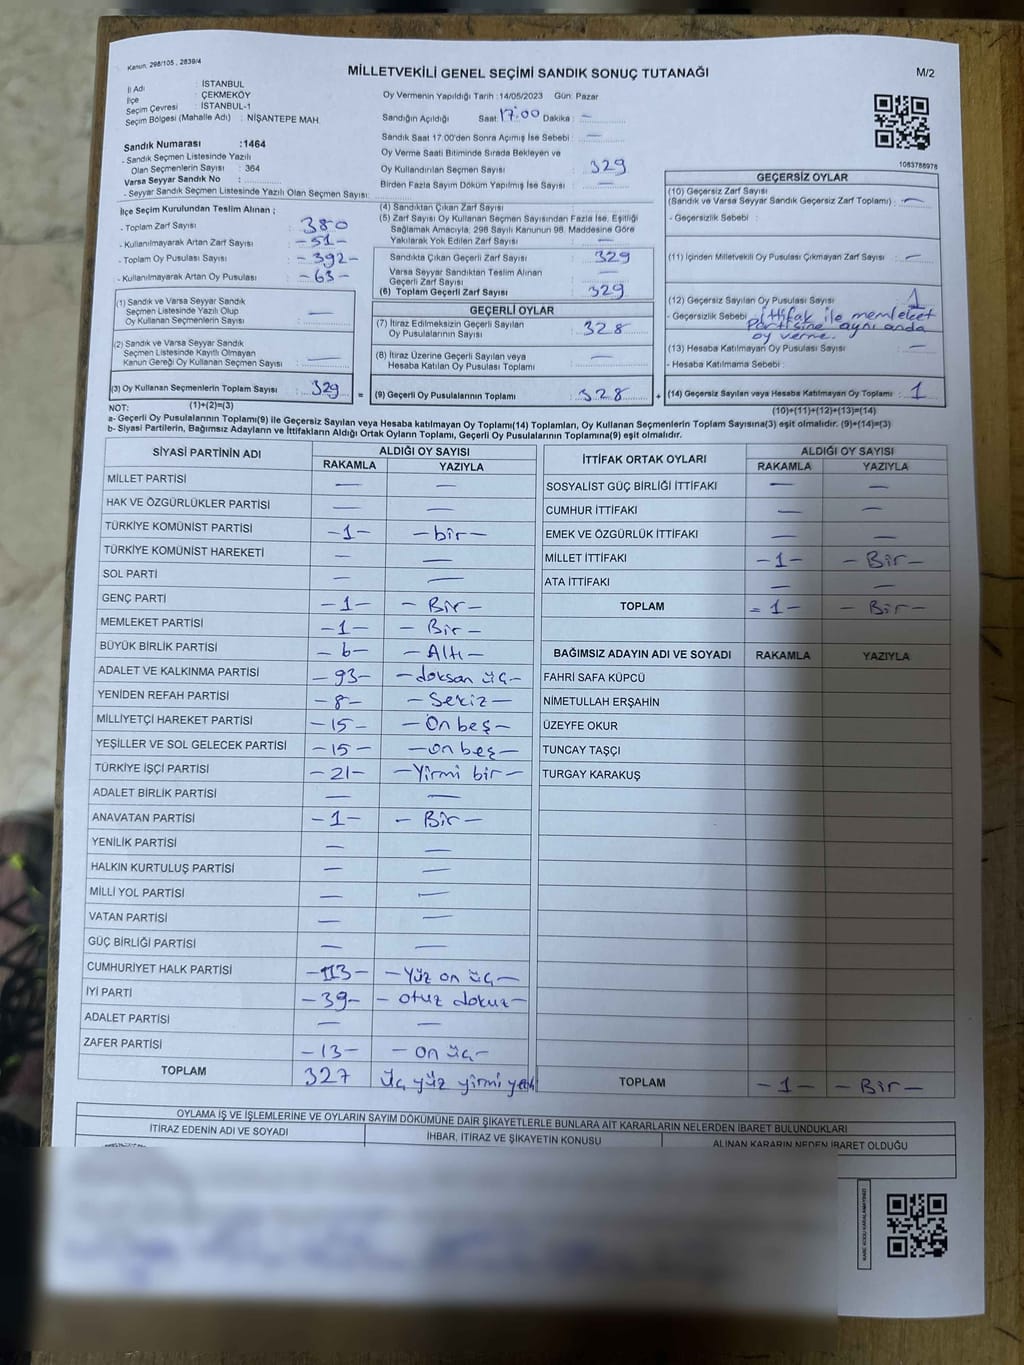 Kanun, 298/105 , 2839/4
MİLLETVEKİLİ GENEL SEÇİMİ SANDIK SONUÇ TUTANAĞI
M/2
İl Adı : İSTANBUL
İlçe : ÇEKMEKÖY
Seçim Çevresi : İSTANBUL-1
Seçim Bölgesi (Mahalle Adı) : NİŞANTEPE MAH.
Sandık Numarası :1464
- Sandık Seçmen Listesinde Yazılı
Olan Seçmenlerin Sayısı : 364
Varsa Seyyar Sandık No :
- Seyyar Sandık Seçmen Listesinde Yazılı Olan Seçmen Sayısı:
Oy Vermenin Yapıldığı Tarih :14/05/2023 Gün: Pazar
Sandığın Açıldığı Saat 17:00 Dakika : —
Sandık Saat 17.00'den Sonra Açımış İse Sebebi : —
Oy Verme Saati Bitiminde Sırada Bekleyen ve
Oy Kullandırılan Seçmen Sayısı : 329
Birden Fazla Sayım Döküm Yapılmış İse Sayısı : —
1083788978
İlçe Seçim Kurulundan Teslim Alınan ;
- Toplam Zarf Sayısı : 380
- Kullanılmayarak Artan Zarf Sayısı : -51-
- Toplam Oy Pusulası Sayısı : -392-
- Kullanılmayarak Artan Oy Pusulası : -63-
(1) Sandık ve Varsa Seyyar Sandık
Seçmen Listesinde Yazılı Olup
Oy Kullanan Seçmenlerin Sayısı : —
(2) Sandık ve Varsa Seyyar Sandık
Seçmen Listesinde Kayıtlı Olmayan
Kanun Gereği Oy Kullanan Seçmen Sayısı : —
(3) Oy Kullanan Seçmenlerin Toplam Sayısı : 329 =
(1)+(2)=(3)
(4) Sandıktan Çıkan Zarf Sayısı :
(5) Zarf Sayısı Oy Kullanan Seçmen Sayısından Fazla İse, Eşitliği
Sağlamak Amacıyla, 298 Sayılı Kanunun 98. Maddesine Göre
Yakılarak Yok Edilen Zarf Sayısı : —
Sandıkta Çıkan Geçerli Zarf Sayısı : 329
Varsa Seyyar Sandıktan Teslim Alınan
Geçerli Zarf Sayısı : —
(6) Toplam Geçerli Zarf Sayısı : 329
GEÇERLİ OYLAR
(7) İtiraz Edilmeksizin Geçerli Sayılan
Oy Pusulalarının Sayısı : 328
(8) İtiraz Üzerine Geçerli Sayılan veya
Hesaba Katılan Oy Pusulası Toplamı : —
(9) Geçerli Oy Pusulalarının Toplamı : 328 +
GEÇERSİZ OYLAR
(10) Geçersiz Zarf Sayısı
(Sandık ve Varsa Seyyar Sandık Geçersiz Zarf Toplamı) : —
- Geçersizlik Sebebi :
(11) İçinden Milletvekili Oy Pusulası Çıkmayan Zarf Sayısı : —
(12) Geçersiz Sayılan Oy Pusulası Sayısı : 1
- Geçersizlik Sebebi : ittifak ile memleket
Partisine aynı anda
oy verme.
(13) Hesaba Katılmayan Oy Pusulası Sayısı : —
- Hesaba Katılmama Sebebi :
(14) Geçersiz Sayılan veya Hesaba Katılmayan Oy Toplamı : 1
(10)+(11)+(12)+(13)=(14)
NOT:
a- Geçerli Oy Pusulalarının Toplamı(9) ile Geçersiz Sayılan veya Hesaba katılmayan Oy Toplamı(14) Toplamları, Oy Kullanan Seçmenlerin Toplam Sayısına(3) eşit olmalıdır. (9)+(14)=(3)
b- Siyasi Partilerin, Bağımsız Adayların ve İttifakların Aldığı Ortak Oyların Toplamı, Geçerli Oy Pusulalarının Toplamına(9) eşit olmalıdır.
SİYASİ PARTİNİN ADI ALDIĞI OY SAYISI
RAKAMLA YAZIYLA
MİLLET PARTİSİ — —
HAK VE ÖZGÜRLÜKLER PARTİSİ — —
TÜRKİYE KOMÜNİST PARTİSİ -1- -bir-
TÜRKİYE KOMÜNİST HAREKETİ — —
SOL PARTİ — —
GENÇ PARTİ -1- -Bir-
MEMLEKET PARTİSİ -1- -Bir-
BÜYÜK BİRLİK PARTİSİ -6- -Altı-
ADALET VE KALKINMA PARTİSİ -93- -doksan üç-
YENİDEN REFAH PARTİSİ -8- -Sekiz-
MİLLİYETÇİ HAREKET PARTİSİ -15- -On beş-
YEŞİLLER VE SOL GELECEK PARTİSİ -15- -on beş-
TÜRKİYE İŞÇİ PARTİSİ -21- -Yirmi bir-
ADALET BİRLİK PARTİSİ — —
ANAVATAN PARTİSİ -1- -Bir-
YENİLİK PARTİSİ — —
HALKIN KURTULUŞ PARTİSİ — —
MİLLİ YOL PARTİSİ — —
VATAN PARTİSİ — —
GÜÇ BİRLİĞİ PARTİSİ — —
CUMHURİYET HALK PARTİSİ -113- -Yüz on üç-
İYİ PARTİ -39- -otuz dokuz-
ADALET PARTİSİ — —
ZAFER PARTİSİ -13- -on üç-
TOPLAM 327 üç yüz yirmi yedi
İTTİFAK ORTAK OYLARI ALDIĞI OY SAYISI
RAKAMLA YAZIYLA
SOSYALİST GÜÇ BİRLİĞİ İTTİFAKI — —
CUMHUR İTTİFAKI — —
EMEK VE ÖZGÜRLÜK İTTİFAKI — —
MİLLET İTTİFAKI -1- -Bir-
ATA İTTİFAKI — —
TOPLAM -1- -Bir-
BAĞIMSIZ ADAYIN ADI VE SOYADI RAKAMLA YAZIYLA
FAHRİ SAFA KÜPCÜ
NİMETULLAH ERŞAHİN
ÜZEYFE OKUR
TUNCAY TAŞÇI
TURGAY KARAKUŞ
TOPLAM -1- -Bir-
OYLAMA İŞ VE İŞLEMLERİNE VE OYLARIN SAYIM DÖKÜMÜNE DAİR ŞİKAYETLERLE BUNLARA AİT KARARLARIN NELERDEN İBARET BULUNDUKLARI
İTİRAZ EDENİN ADI VE SOYADI İHBAR, İTİRAZ VE ŞİKAYETİN KONUSU ALINAN KARARIN NEDEN İBARET OLDUĞU
KARE KODU KARALAMAYINIZ!